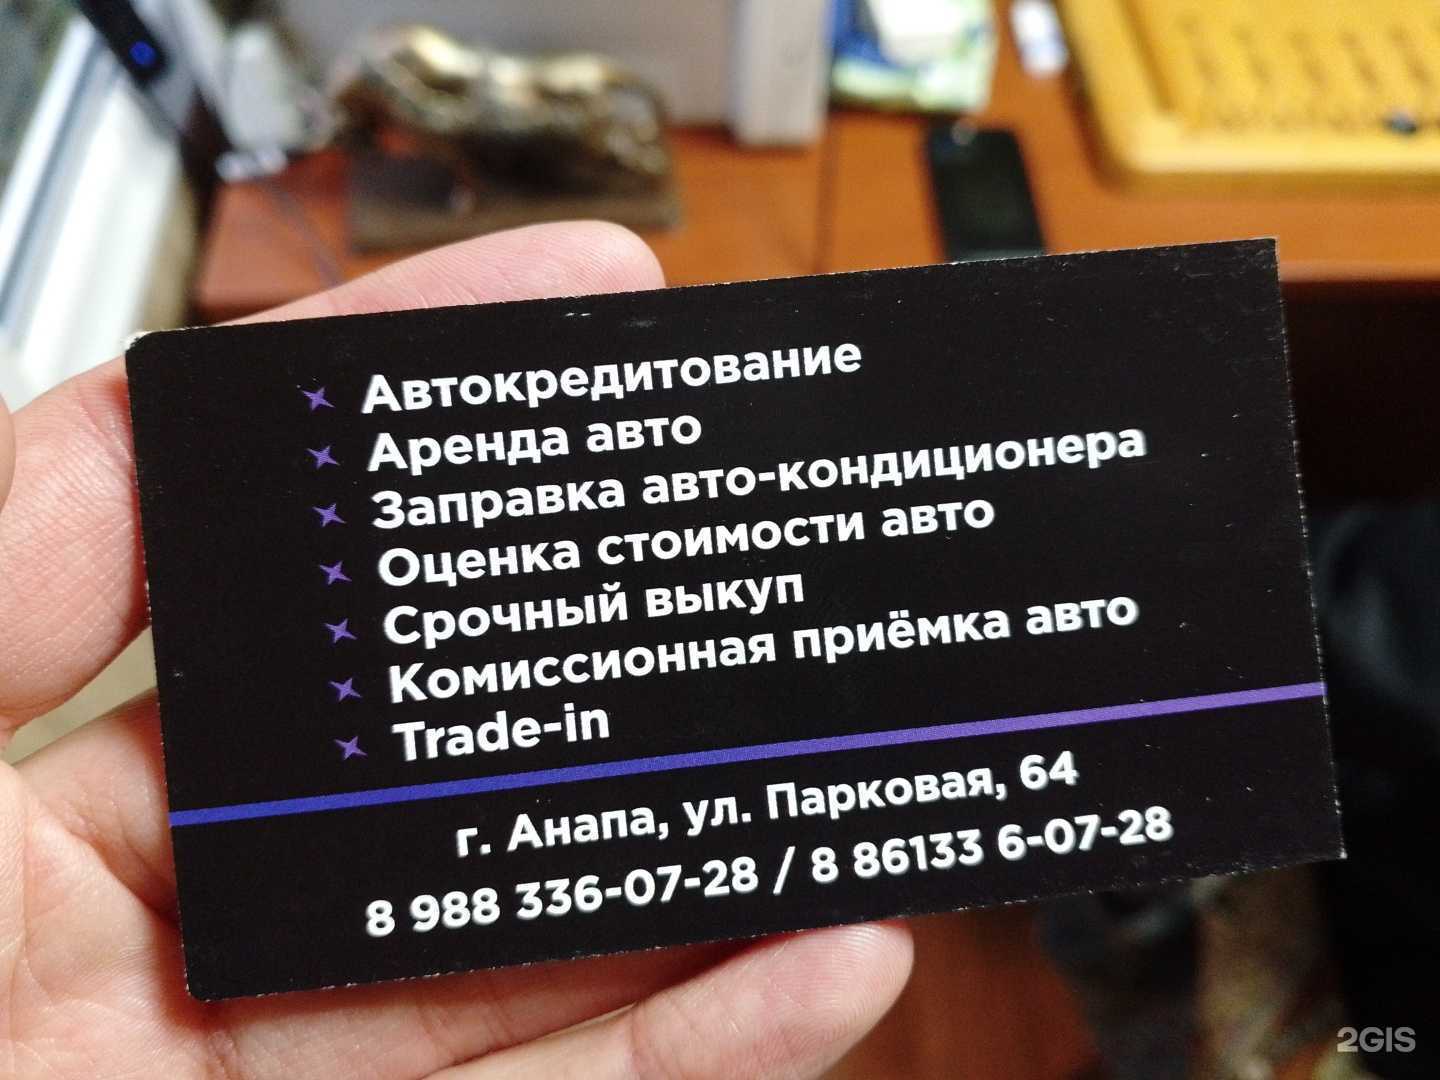 Автокредитование
Аренда авто
Заправка авто-кондиционера
Оценка стоимости авто
Срочный выкуп
Комиссионная приёмка авто
Trade-in
г. Анапа, ул. Парковая, 64
8 988 336-07-28 / 8 86133 6-07-28
2GIS